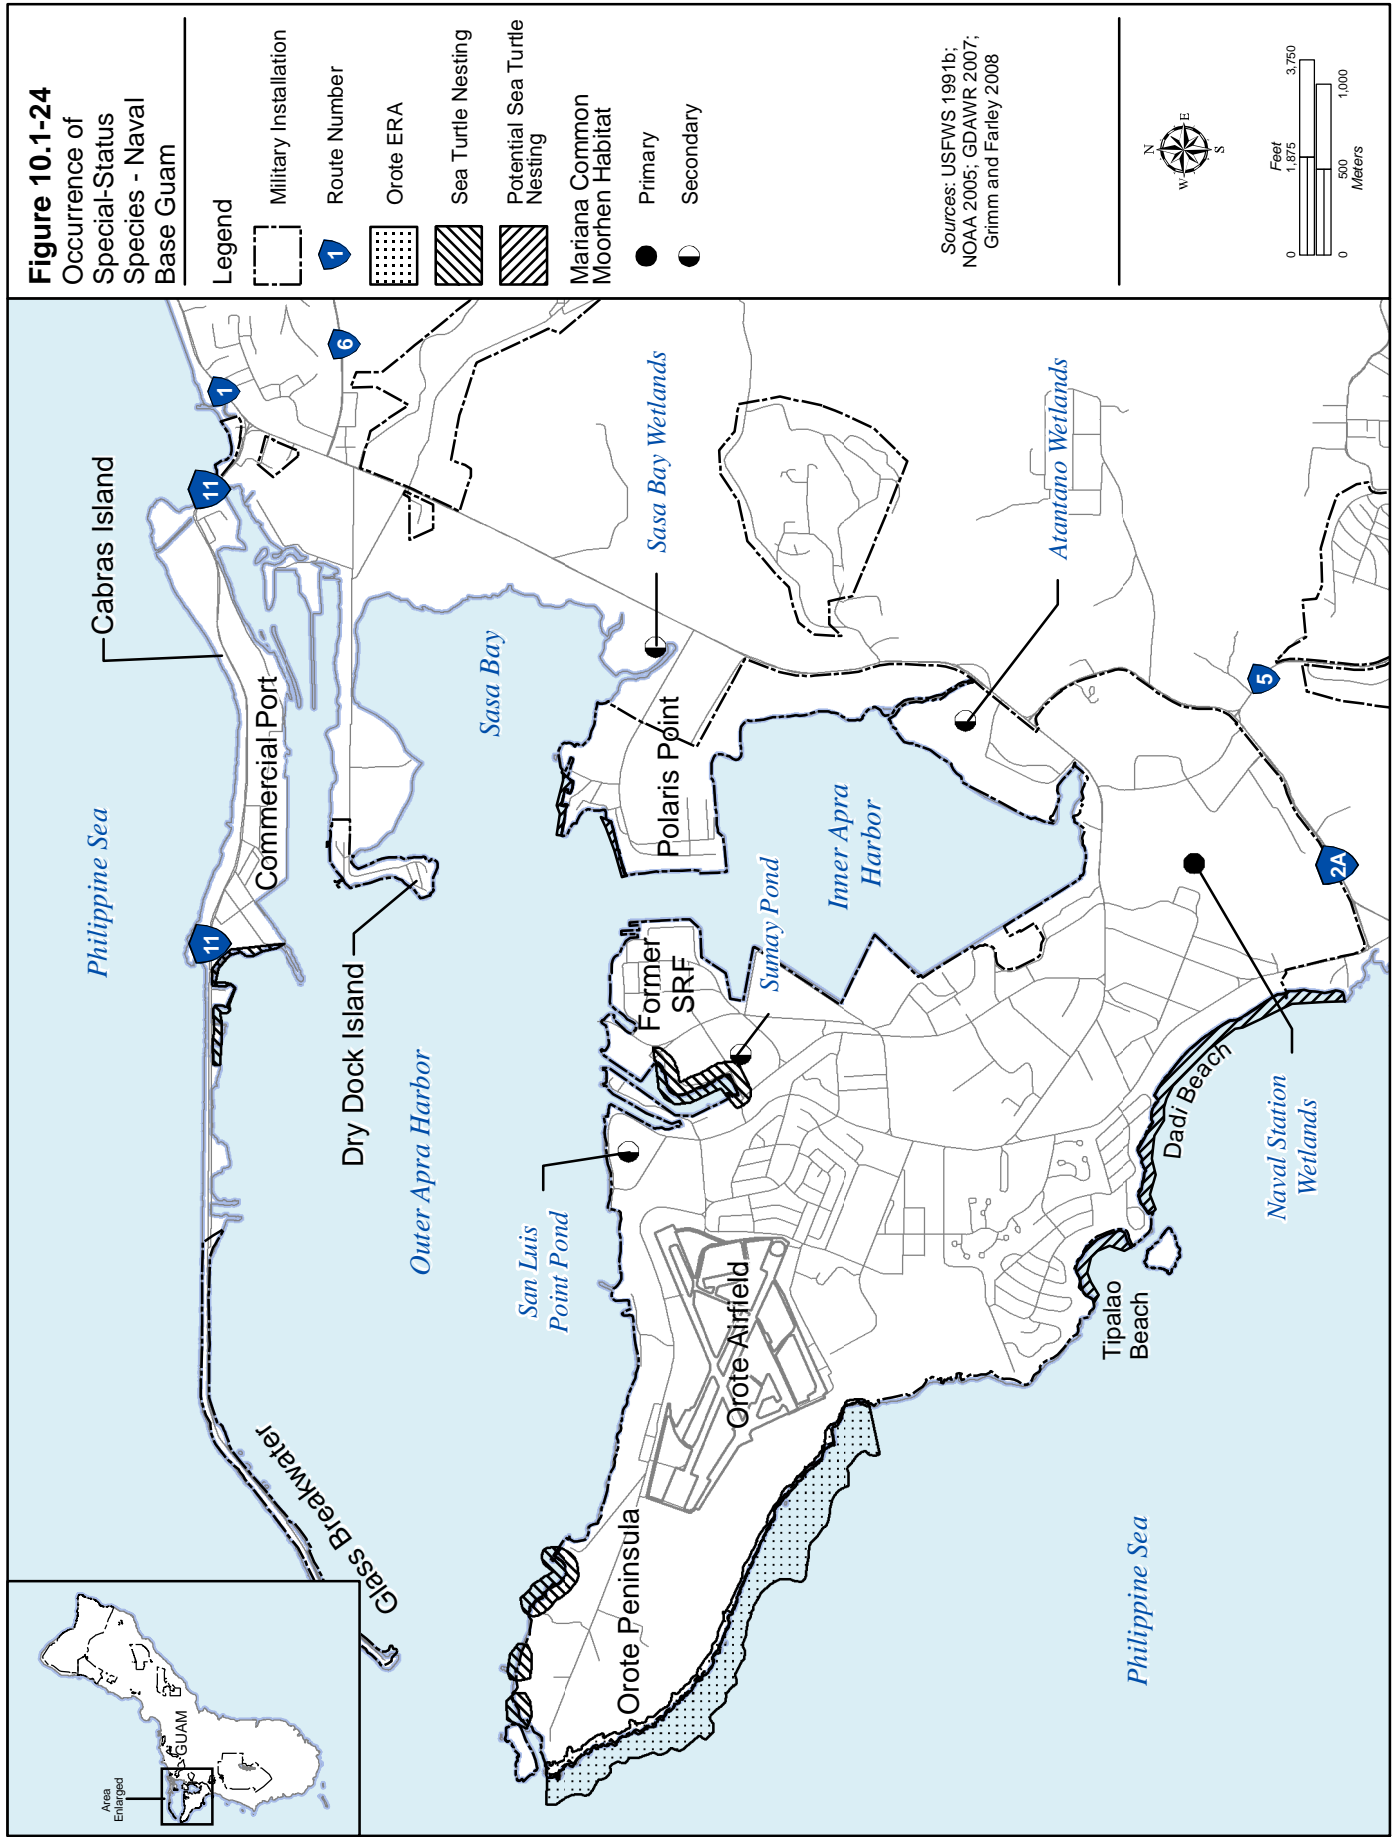 Figure 10.1-24
Occurrence of
Special-Status
Species - Naval
Base Guam
Legend
Military Installation
1
Route Number
Orote ERA
Sea Turtle Nesting
Potential Sea Turtle
Nesting
Mariana Common
Moorhen Habitat
Primary
Secondary
Sources: USFWS 1991b;
NOAA 2005; GDAWR 2007;
Grimm and Farley 2008
N
W
E
S
Feet
0
1,875
3,750
0
500
1,000
Meters
Area
Enlarged
GUAM
Philippine Sea
Cabras Island
11
1
6
11
Commercial Port
Glass Breakwater
Dry Dock Island
Outer Apra Harbor
Sasa Bay
Sasa Bay Wetlands
San Luis
Point Pond
Former
SRF
Polaris Point
Sumay Pond
Orote Peninsula
Orote Airfield
Inner Apra
Harbor
Atantano Wetlands
Tipalao
Beach
Dadi Beach
Naval Station
Wetlands
5
2A
Philippine Sea